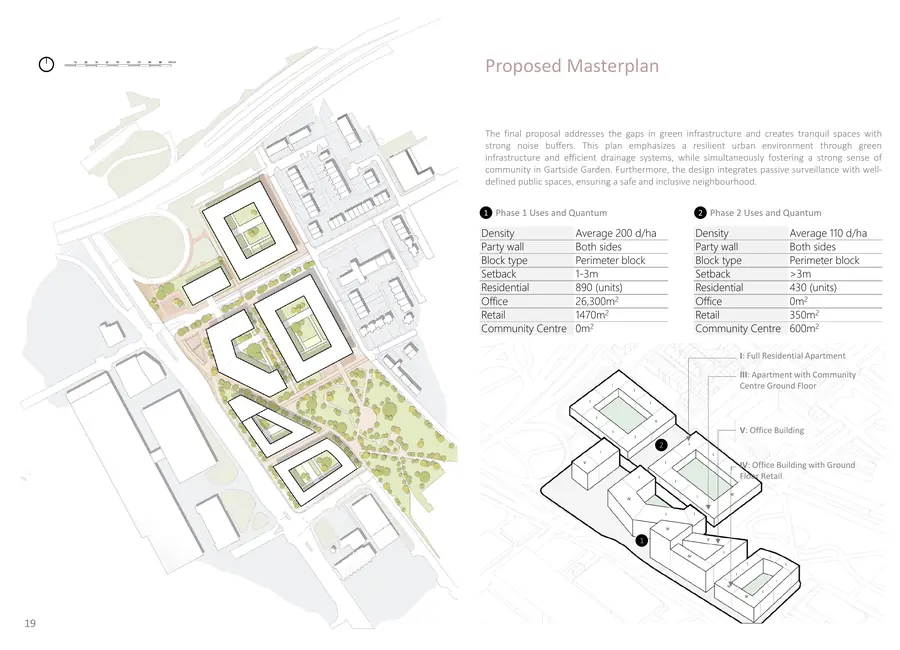 Proposed Masterplan
The final proposal addresses the gaps in green infrastructure and creates tranquil spaces with
strong noise buffers. This plan emphasizes a resilient urban environment through green
infrastructure and efficient drainage systems, while simultaneously fostering a strong sense of
community in Gartside Garden. Furthermore, the design integrates passive surveillance with well-
defined public spaces, ensuring a safe and inclusive neighbourhood.
1 Phase 1 Uses and Quantum
Density Average 200 d/ha
Party wall Both sides
Block type Perimeter block
Setback 1-3m
Residential 890 (units)
Office 26,300m²
Retail 1470m²
Community Centre 0m²
2 Phase 2 Uses and Quantum
Density Average 110 d/ha
Party wall Both sides
Block type Perimeter block
Setback >3m
Residential 430 (units)
Office 0m²
Retail 350m²
Community Centre 600m²
I: Full Residential Apartment
III: Apartment with Community
Centre Ground Floor
V: Office Building
IV: Office Building with Ground
Floor Retail
2
1
19